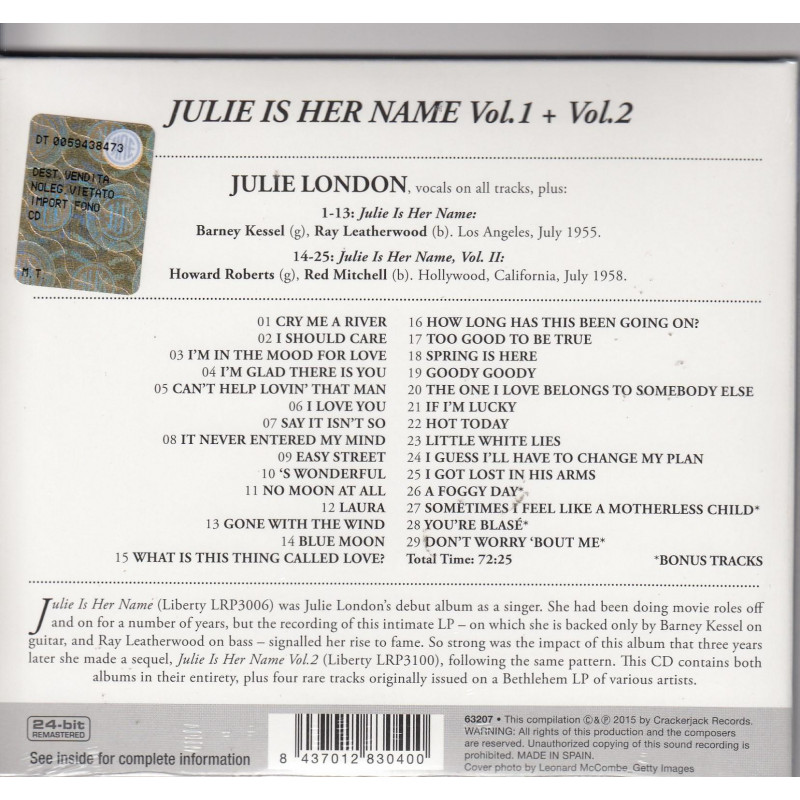 JULIE IS HER NAME Vol.1 + Vol.2
DT 0059438473
DEST.VENDITA
NOLEG.VIETATO
IMPORT FONO
CD
M.T.
JULIE LONDON, vocals on all tracks, plus:
1-13: Julie Is Her Name:
Barney Kessel (g), Ray Leatherwood (b). Los Angeles, July 1955.
14-25: Julie Is Her Name, Vol. II:
Howard Roberts (g), Red Mitchell (b). Hollywood, California, July 1958.
01 CRY ME A RIVER
02 I SHOULD CARE
03 I'M IN THE MOOD FOR LOVE
04 I'M GLAD THERE IS YOU
05 CAN'T HELP LOVIN' THAT MAN
06 I LOVE YOU
07 SAY IT ISN'T SO
08 IT NEVER ENTERED MY MIND
09 EASY STREET
10 'S WONDERFUL
11 NO MOON AT ALL
12 LAURA
13 GONE WITH THE WIND
14 BLUE MOON
15 WHAT IS THIS THING CALLED LOVE?
16 HOW LONG HAS THIS BEEN GOING ON?
17 TOO GOOD TO BE TRUE
18 SPRING IS HERE
19 GOODY GOODY
20 THE ONE I LOVE BELONGS TO SOMEBODY ELSE
21 IF I'M LUCKY
22 HOT TODAY
23 LITTLE WHITE LIES
24 I GUESS I'LL HAVE TO CHANGE MY PLAN
25 I GOT LOST IN HIS ARMS
26 A FOGGY DAY*
27 SOMETIMES I FEEL LIKE A MOTHERLESS CHILD*
28 YOU'RE BLASÉ*
29 DON'T WORRY 'BOUT ME*
Total Time: 72:25 *BONUS TRACKS
Julie Is Her Name (Liberty LRP3006) was Julie London's debut album as a singer. She had been doing movie roles off
and on for a number of years, but the recording of this intimate LP – on which she is backed only by Barney Kessel on
guitar, and Ray Leatherwood on bass – signalled her rise to fame. So strong was the impact of this album that three years
later she made a sequel, Julie Is Her Name Vol.2 (Liberty LRP3100), following the same pattern. This CD contains both
albums in their entirety, plus four rare tracks originally issued on a Bethlehem LP of various artists.
24-bit
REMASTERED
See inside for complete information
8 437012 830400
63207 • This compilation ©&℗ 2015 by Crackerjack Records.
WARNING: All rights of this production and the composers
are reserved. Unauthorized copying of this sound recording is
prohibited. MADE IN SPAIN.
Cover photo by Leonard McCombe_Getty Images